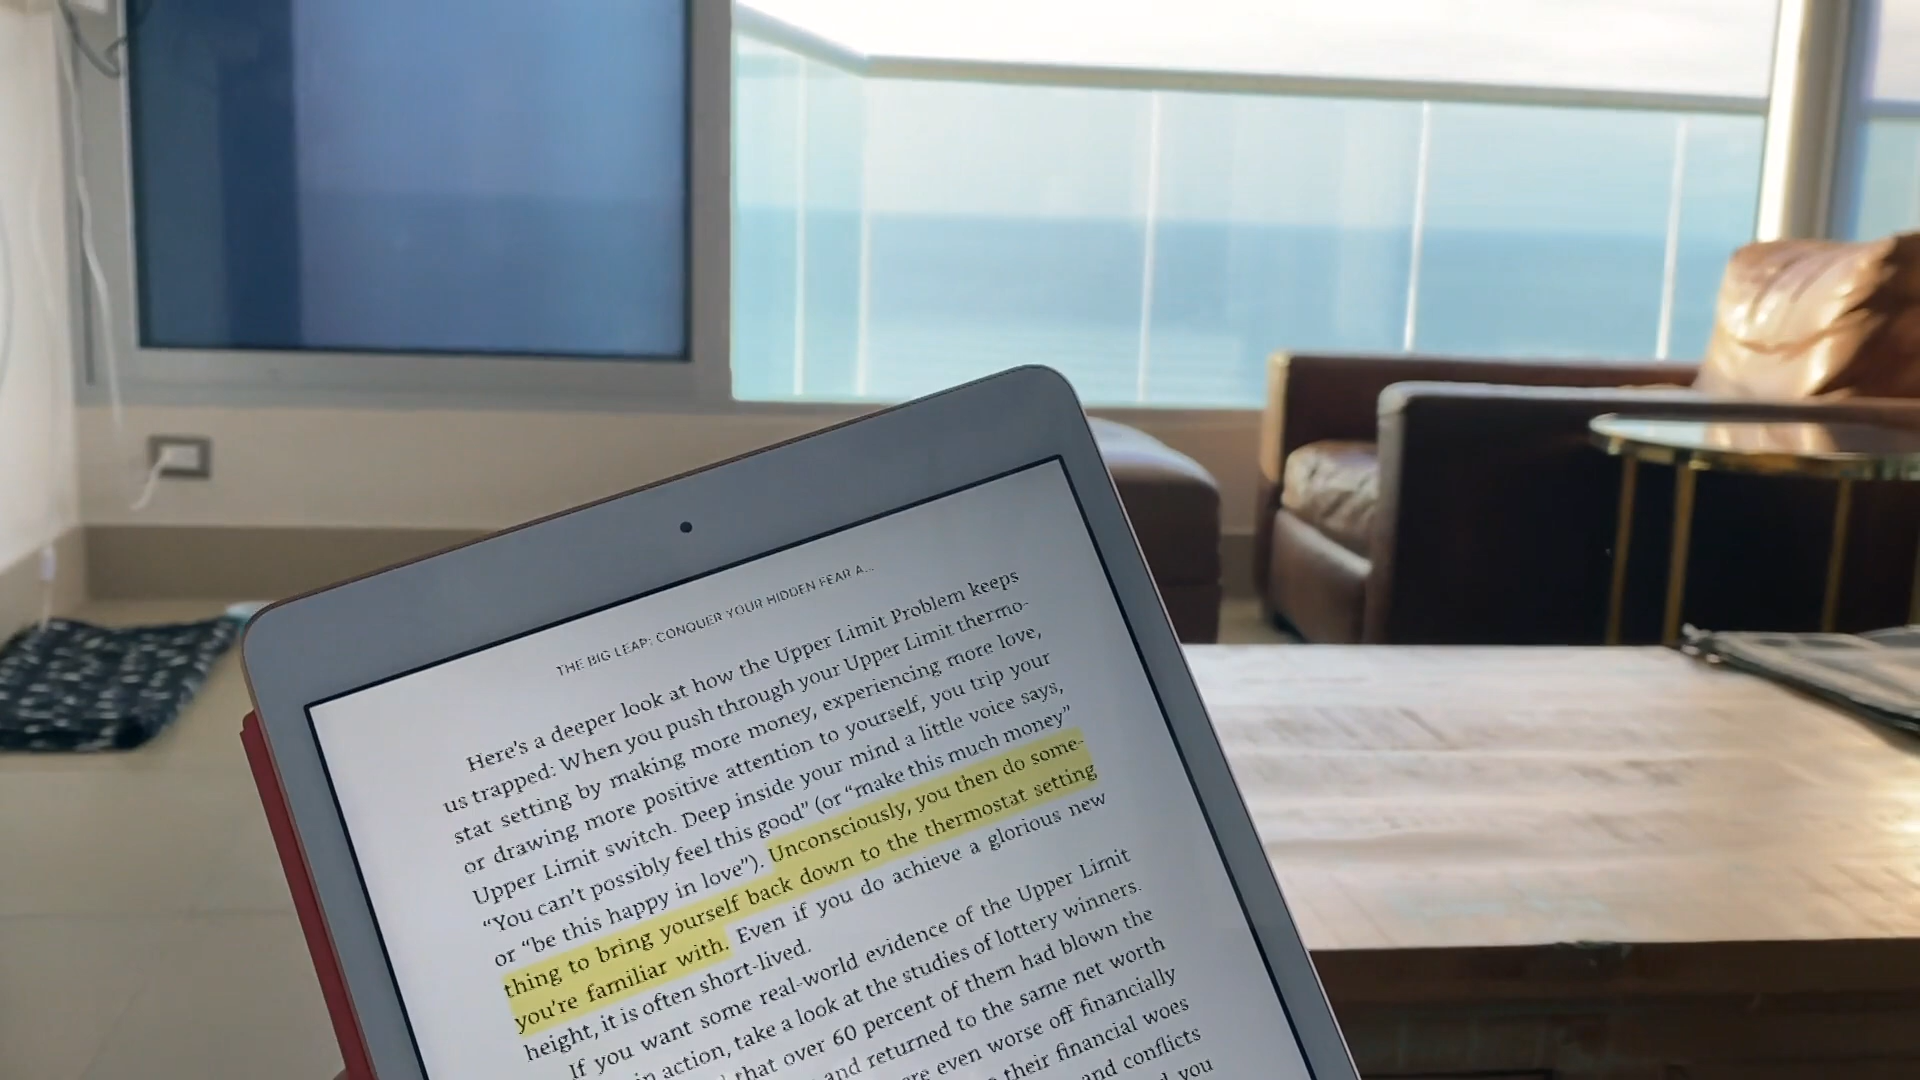 THE BIG LEAP: CONQUER YOUR HIDDEN FEAR A...
Here's a deeper look at how the Upper Limit Problem keeps
us trapped: When you push through your Upper Limit thermo-
stat setting by making more money, experiencing more love,
or drawing more positive attention to yourself, you trip your
Upper Limit switch. Deep inside your mind a little voice says,
“You can't possibly feel this good” (or “make this much money”
or “be this happy in love”). Unconsciously, you then do some-
thing to bring yourself back down to the thermostat setting
you're familiar with. Even if you do achieve a glorious new
height, it is often short-lived.
If you want some real-world evidence of the Upper Limit
in action, take a look at the studies of lottery winners.
that over 60 percent of them had blown the
and returned to the same net worth
even worse off financially
their financial woes
and conflicts
you